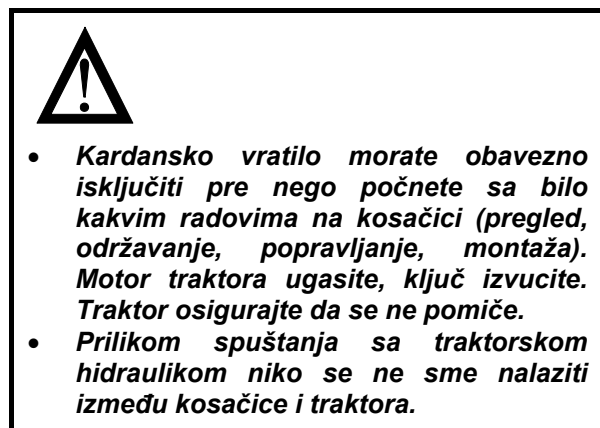 • Kardansko vratilo morate obavezno
isključiti pre nego počnete sa bilo
kakvim radovima na kosačici (pregled,
održavanje, popravljanje, montaža).
Motor traktora ugasite, ključ izvucite.
Traktor osigurajte da se ne pomiče.
• Prilikom spuštanja sa traktorskom
hidraulikom niko se ne sme nalaziti
između kosačice i traktora.